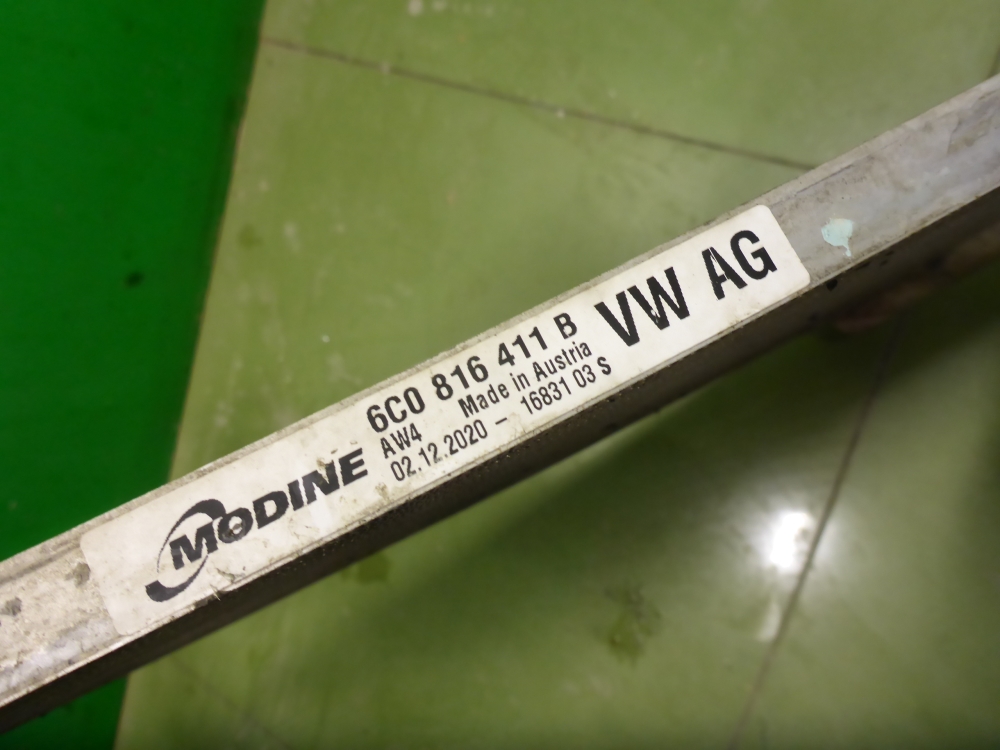 MODINE
6C0 816 411 B
AW4 Made in Austria
02.12.2020 – 16831 03 S
VW AG